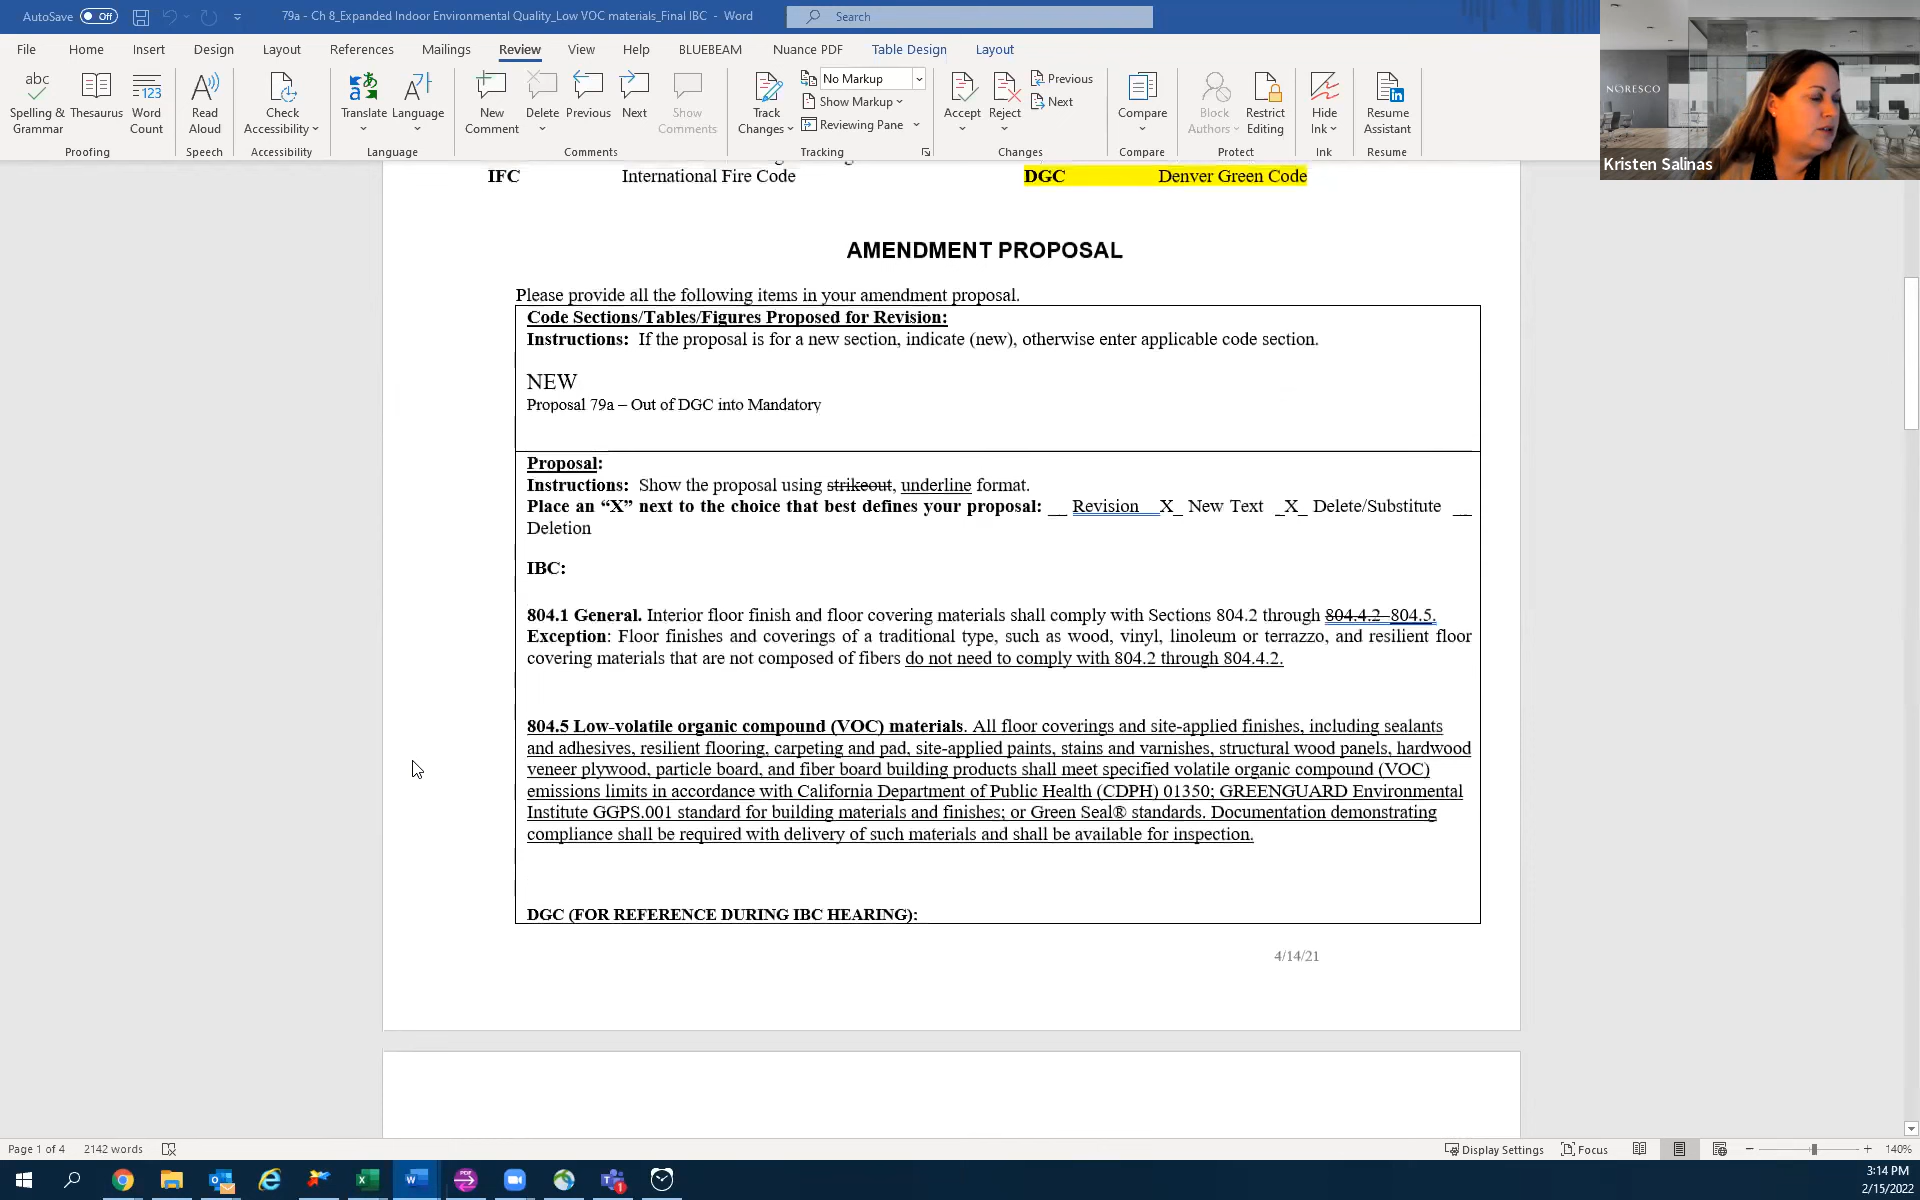 AutoSave Off 79a - Ch 8_Expanded Indoor Environmental Quality_Low VOC materials_Final IBC - Word Search
File Home Insert Design Layout References Mailings Review View Help BLUEBEAM Nuance PDF Table Design Layout
Spelling & Grammar Thesaurus Word Count Read Aloud Check Accessibility Translate Language New Comment Delete Previous Next Show Comments Track Changes No Markup Show Markup Reviewing Pane Accept Reject Previous Next Compare Block Authors Restrict Editing Hide Ink Resume Assistant
Proofing Speech Accessibility Language Comments Tracking Changes Compare Protect Ink Resume
NORESCO
Kristen Salinas
IFC International Fire Code DGC Denver Green Code
AMENDMENT PROPOSAL
Please provide all the following items in your amendment proposal.
Code Sections/Tables/Figures Proposed for Revision:
Instructions: If the proposal is for a new section, indicate (new), otherwise enter applicable code section.
NEW
Proposal 79a – Out of DGC into Mandatory
Proposal:
Instructions: Show the proposal using strikeout, underline format.
Place an “X” next to the choice that best defines your proposal: __ Revision __X_ New Text _X_ Delete/Substitute __
Deletion
IBC:
804.1 General. Interior floor finish and floor covering materials shall comply with Sections 804.2 through 804.4.2 804.5.
Exception: Floor finishes and coverings of a traditional type, such as wood, vinyl, linoleum or terrazzo, and resilient floor
covering materials that are not composed of fibers do not need to comply with 804.2 through 804.4.2.
804.5 Low-volatile organic compound (VOC) materials. All floor coverings and site-applied finishes, including sealants
and adhesives, resilient flooring, carpeting and pad, site-applied paints, stains and varnishes, structural wood panels, hardwood
veneer plywood, particle board, and fiber board building products shall meet specified volatile organic compound (VOC)
emissions limits in accordance with California Department of Public Health (CDPH) 01350; GREENGUARD Environmental
Institute GGPS.001 standard for building materials and finishes; or Green Seal® standards. Documentation demonstrating
compliance shall be required with delivery of such materials and shall be available for inspection.
DGC (FOR REFERENCE DURING IBC HEARING):
4/14/21
Page 1 of 4 2142 words Display Settings Focus 140%
3:14 PM
2/15/2022